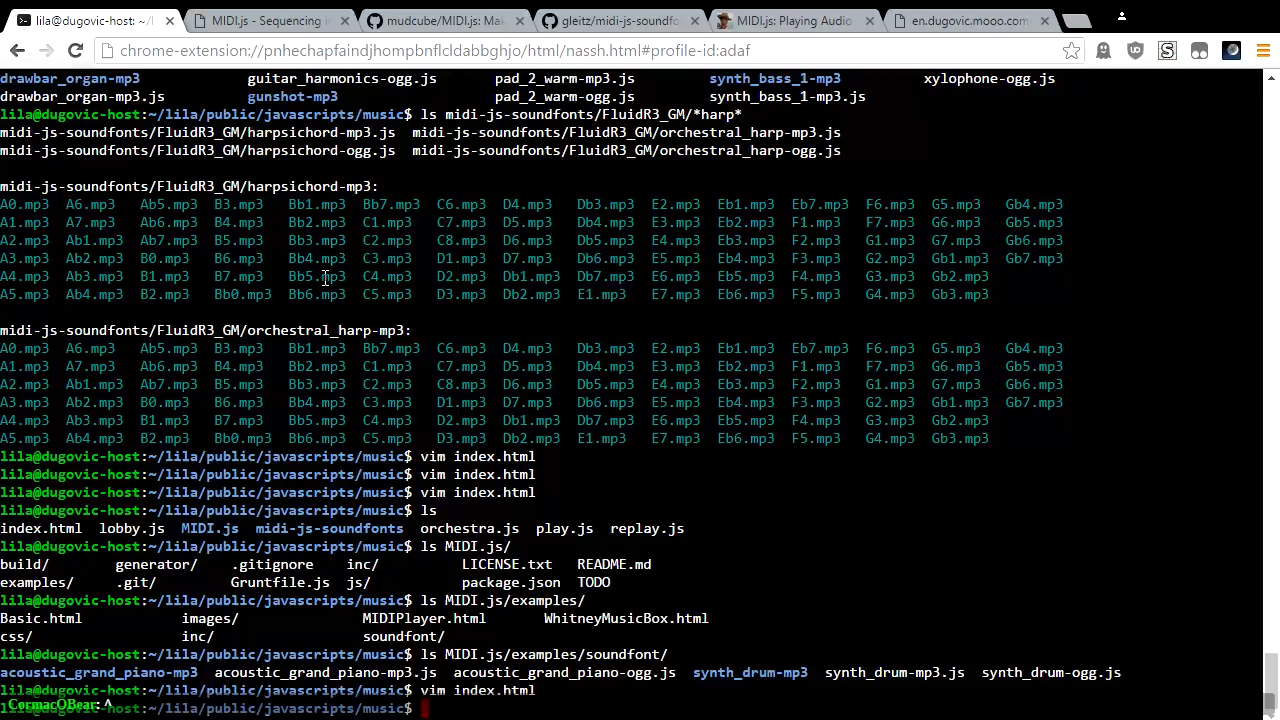 lila@dugovic-host: ~/l
MIDI.js - Sequencing in
mudcube/MIDI.js: Mak
gleitz/midi-js-soundfo
MIDI.js: Playing Audio
en.dugovic.mooo.com
chrome-extension://pnhechapfaindjhompbnflcldabbghjo/html/nassh.html#profile-id:adaf
drawbar_organ-mp3 guitar_harmonics-ogg.js pad_2_warm-mp3.js synth_bass_1-mp3 xylophone-ogg.js
drawbar_organ-mp3.js gunshot-mp3 pad_2_warm-ogg.js synth_bass_1-mp3.js
lila@dugovic-host:~/lila/public/javascripts/music$ ls midi-js-soundfonts/FluidR3_GM/*harp*
midi-js-soundfonts/FluidR3_GM/harpsichord-mp3.js midi-js-soundfonts/FluidR3_GM/orchestral_harp-mp3.js
midi-js-soundfonts/FluidR3_GM/harpsichord-ogg.js midi-js-soundfonts/FluidR3_GM/orchestral_harp-ogg.js
midi-js-soundfonts/FluidR3_GM/harpsichord-mp3:
A0.mp3 A6.mp3 Ab5.mp3 B3.mp3 Bb1.mp3 Bb7.mp3 C6.mp3 D4.mp3 Db3.mp3 E2.mp3 Eb1.mp3 Eb7.mp3 F6.mp3 G5.mp3 Gb4.mp3
A1.mp3 A7.mp3 Ab6.mp3 B4.mp3 Bb2.mp3 C1.mp3 C7.mp3 D5.mp3 Db4.mp3 E3.mp3 Eb2.mp3 F1.mp3 F7.mp3 G6.mp3 Gb5.mp3
A2.mp3 Ab1.mp3 Ab7.mp3 B5.mp3 Bb3.mp3 C2.mp3 C8.mp3 D6.mp3 Db5.mp3 E4.mp3 Eb3.mp3 F2.mp3 G1.mp3 G7.mp3 Gb6.mp3
A3.mp3 Ab2.mp3 B0.mp3 B6.mp3 Bb4.mp3 C3.mp3 D1.mp3 D7.mp3 Db6.mp3 E5.mp3 Eb4.mp3 F3.mp3 G2.mp3 Gb1.mp3 Gb7.mp3
A4.mp3 Ab3.mp3 B1.mp3 B7.mp3 Bb5.mp3 C4.mp3 D2.mp3 Db1.mp3 Db7.mp3 E6.mp3 Eb5.mp3 F4.mp3 G3.mp3 Gb2.mp3
A5.mp3 Ab4.mp3 B2.mp3 Bb0.mp3 Bb6.mp3 C5.mp3 D3.mp3 Db2.mp3 E1.mp3 E7.mp3 Eb6.mp3 F5.mp3 G4.mp3 Gb3.mp3
midi-js-soundfonts/FluidR3_GM/orchestral_harp-mp3:
A0.mp3 A6.mp3 Ab5.mp3 B3.mp3 Bb1.mp3 Bb7.mp3 C6.mp3 D4.mp3 Db3.mp3 E2.mp3 Eb1.mp3 Eb7.mp3 F6.mp3 G5.mp3 Gb4.mp3
A1.mp3 A7.mp3 Ab6.mp3 B4.mp3 Bb2.mp3 C1.mp3 C7.mp3 D5.mp3 Db4.mp3 E3.mp3 Eb2.mp3 F1.mp3 F7.mp3 G6.mp3 Gb5.mp3
A2.mp3 Ab1.mp3 Ab7.mp3 B5.mp3 Bb3.mp3 C2.mp3 C8.mp3 D6.mp3 Db5.mp3 E4.mp3 Eb3.mp3 F2.mp3 G1.mp3 G7.mp3 Gb6.mp3
A3.mp3 Ab2.mp3 B0.mp3 B6.mp3 Bb4.mp3 C3.mp3 D1.mp3 D7.mp3 Db6.mp3 E5.mp3 Eb4.mp3 F3.mp3 G2.mp3 Gb1.mp3 Gb7.mp3
A4.mp3 Ab3.mp3 B1.mp3 B7.mp3 Bb5.mp3 C4.mp3 D2.mp3 Db1.mp3 Db7.mp3 E6.mp3 Eb5.mp3 F4.mp3 G3.mp3 Gb2.mp3
A5.mp3 Ab4.mp3 B2.mp3 Bb0.mp3 Bb6.mp3 C5.mp3 D3.mp3 Db2.mp3 E1.mp3 E7.mp3 Eb6.mp3 F5.mp3 G4.mp3 Gb3.mp3
lila@dugovic-host:~/lila/public/javascripts/music$ vim index.html
lila@dugovic-host:~/lila/public/javascripts/music$ vim index.html
lila@dugovic-host:~/lila/public/javascripts/music$ vim index.html
lila@dugovic-host:~/lila/public/javascripts/music$ ls
index.html lobby.js MIDI.js midi-js-soundfonts orchestra.js play.js replay.js
lila@dugovic-host:~/lila/public/javascripts/music$ ls MIDI.js/
build/ generator/ .gitignore inc/ LICENSE.txt README.md
examples/ .git/ Gruntfile.js js/ package.json TODO
lila@dugovic-host:~/lila/public/javascripts/music$ ls MIDI.js/examples/
Basic.html images/ MIDIPlayer.html WhitneyMusicBox.html
css/ inc/ soundfont/
lila@dugovic-host:~/lila/public/javascripts/music$ ls MIDI.js/examples/soundfont/
acoustic_grand_piano-mp3 acoustic_grand_piano-mp3.js acoustic_grand_piano-ogg.js synth_drum-mp3 synth_drum-mp3.js synth_drum-ogg.js
lila@dugovic-host:~/lila/public/javascripts/music$ vim index.html
CormacOBear: ^
lila@dugovic-host:~/lila/public/javascripts/music$